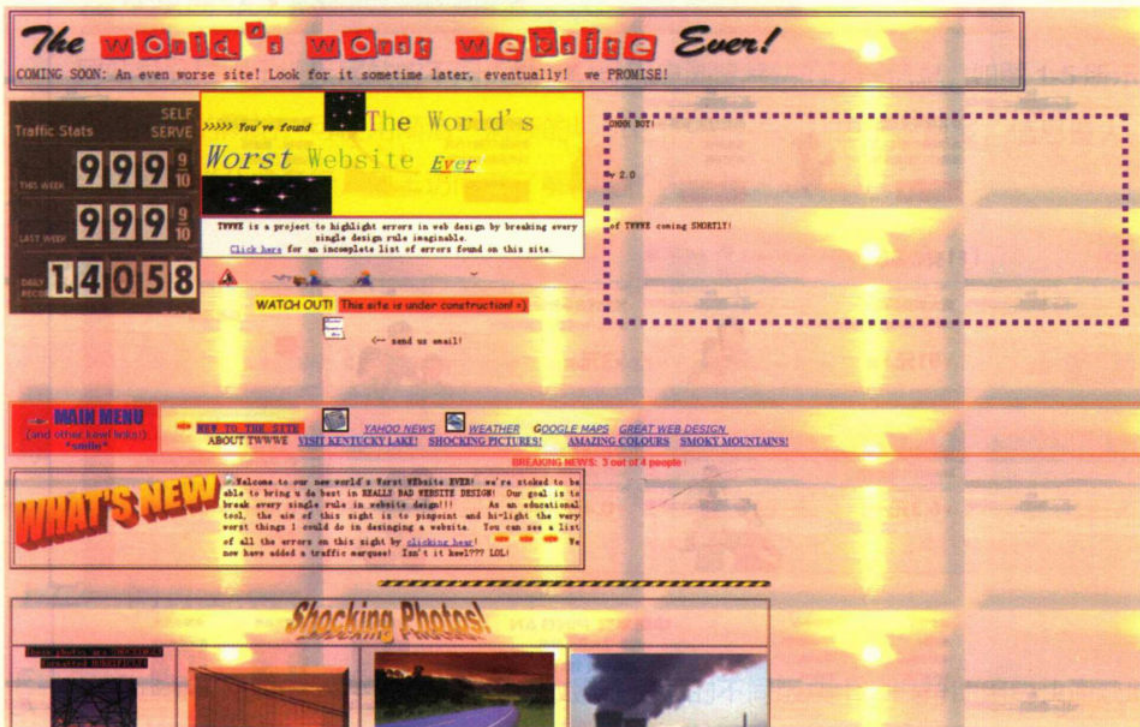 The world's worst website Ever!
COMING SOON: An even worse site! Look for it sometime later, eventually! we PROMISE!
SELF
Traffic Stats SERVE
THIS WEEK 999 9/10
LAST WEEK 999 9/10
DAILY 1.4058
>>>>> You've found The World's
Worst Website Ever!
TWWWE is a project to highlight errors in web design by breaking every
single design rule imaginable.
Click here for an incomplete list of errors found on this site.
WATCH OUT! This site is under construction! =)
<-- send us email!
OHHH BOY!
v 2.0
of TWWWE coming SHORTLY!
MAIN MENU
(and other kewl links!):
*smile*
NEW TO THE SITE YAHOO NEWS WEATHER GOOGLE MAPS GREAT WEB DESIGN
ABOUT TWWWE VISIT KENTUCKY LAKE! SHOCKING PICTURES! AMAZING COLOURS SMOKY MOUNTAINS!
BREAKING NEWS: 3 out of 4 people
WHAT'S NEW
Welcome to our new world's Worst WEbsite EVER! we're stoked to be
able to bring u da best in REALLS BAD WEBSITE DESIGN! Our goal is to
break every single rule in website deign!!! As an educational
tool, the aim of this sight is to pinpoint and hi-light the very
worst things I could do in desinging a website. You can see a list
of all the errors on this sight by clicking hear! We
now have added a traffic marquee! Isn't it kewl??? LOL!
Shocking Photos!